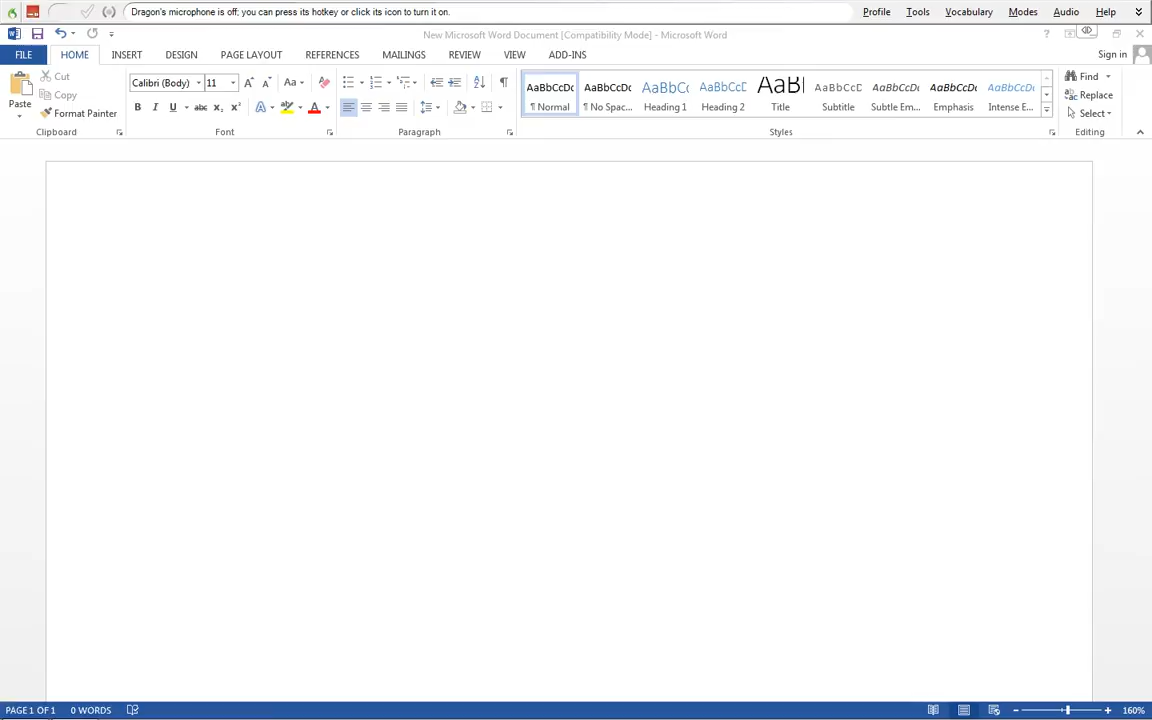 Dragon's microphone is off; you can press its hotkey or click its icon to turn it on. Profile Tools Vocabulary Modes Audio Help
New Microsoft Word Document [Compatibility Mode] - Microsoft Word
FILE HOME INSERT DESIGN PAGE LAYOUT REFERENCES MAILINGS REVIEW VIEW ADD-INS Sign in
Paste
Cut
Copy
Format Painter
Clipboard
Calibri (Body) 11
Font
Paragraph
AaBbCcDc AaBbCcDc AaBbC( AaBbCcD AaB| AaBbCcD AaBbCcDc AaBbCcDc AaBbCcDc
¶ Normal ¶ No Spac... Heading 1 Heading 2 Title Subtitle Subtle Em... Emphasis Intense E...
Styles
Find
Replace
Select
Editing
PAGE 1 OF 1 0 WORDS 160%